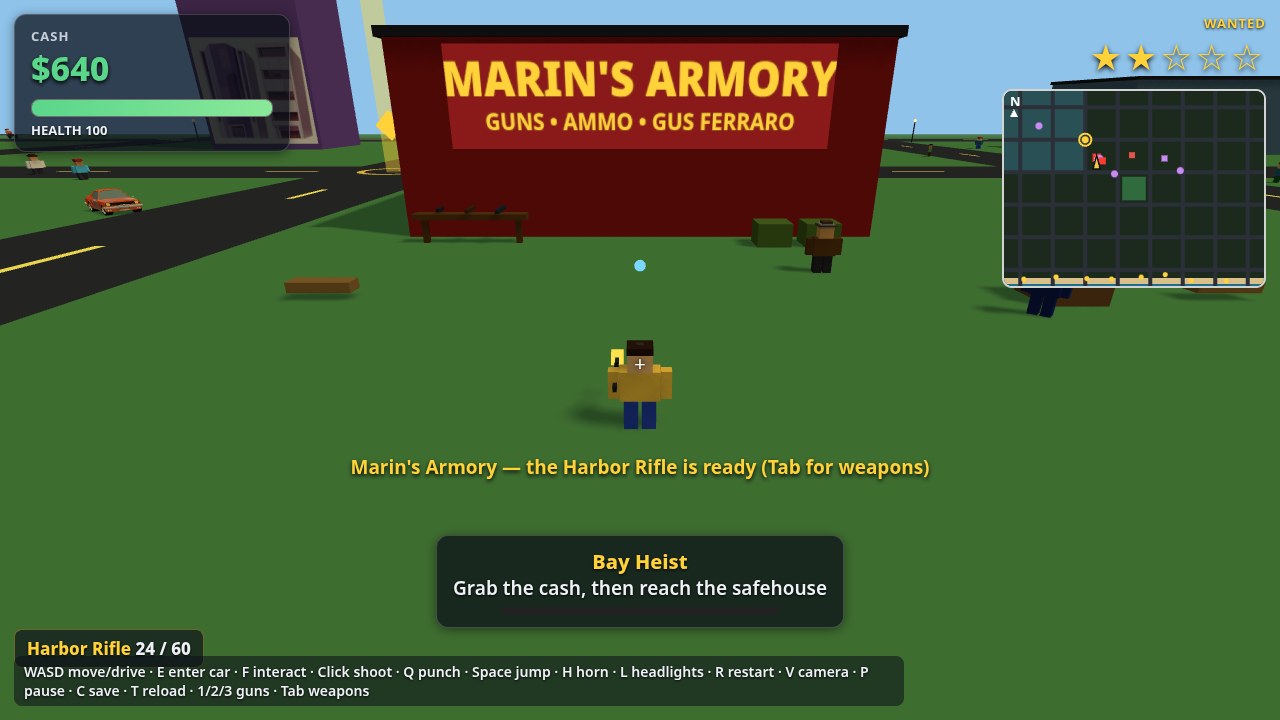 CASH
$640
HEALTH 100
WANTED
N
MARIN'S ARMORY
GUNS • AMMO • GUS FERRARO
Marin's Armory — the Harbor Rifle is ready (Tab for weapons)
Bay Heist
Grab the cash, then reach the safehouse
Harbor Rifle 24 / 60
WASD move/drive · E enter car · F interact · Click shoot · Q punch · Space jump · H horn · L headlights · R restart · V camera · P
pause · C save · T reload · 1/2/3 guns · Tab weapons